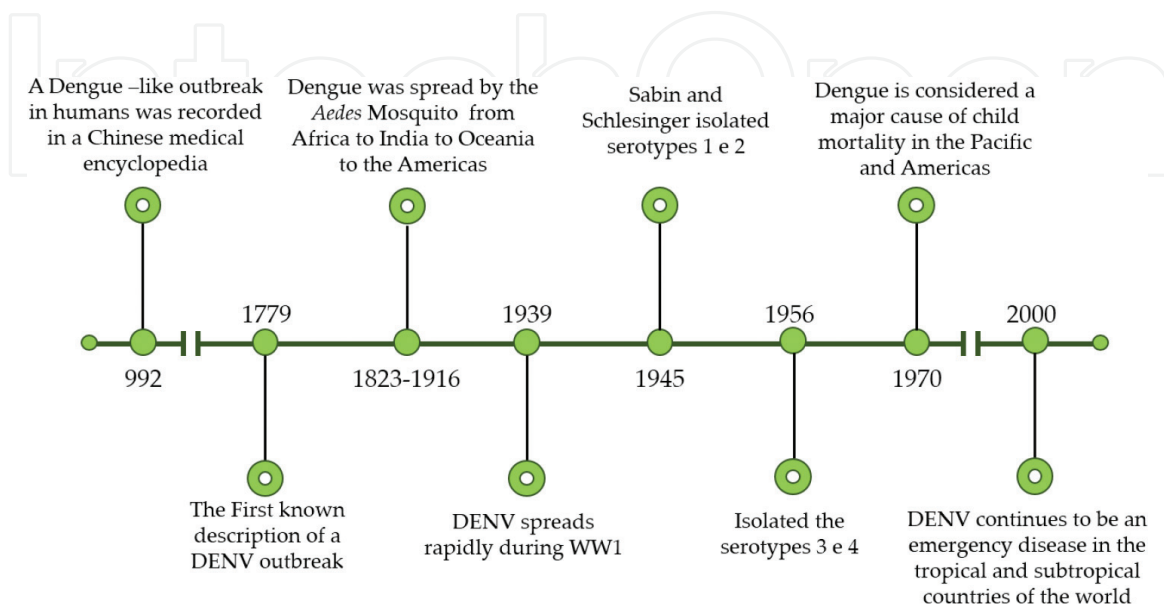 IntechOpen
A Dengue –like outbreak
in humans was recorded
in a Chinese medical
encyclopedia
Dengue was spread by the
Aedes Mosquito from
Africa to India to Oceania
to the Americas
Sabin and
Schlesinger isolated
serotypes 1 e 2
Dengue is considered a
major cause of child
mortality in the Pacific
and Americas
992
1779
1823-1916
1939
1945
1956
1970
2000
The First known
description of a
DENV outbreak
DENV spreads
rapidly during WW1
Isolated the
serotypes 3 e 4
DENV continues to be an
emergency disease in the
tropical and subtropical
countries of the world